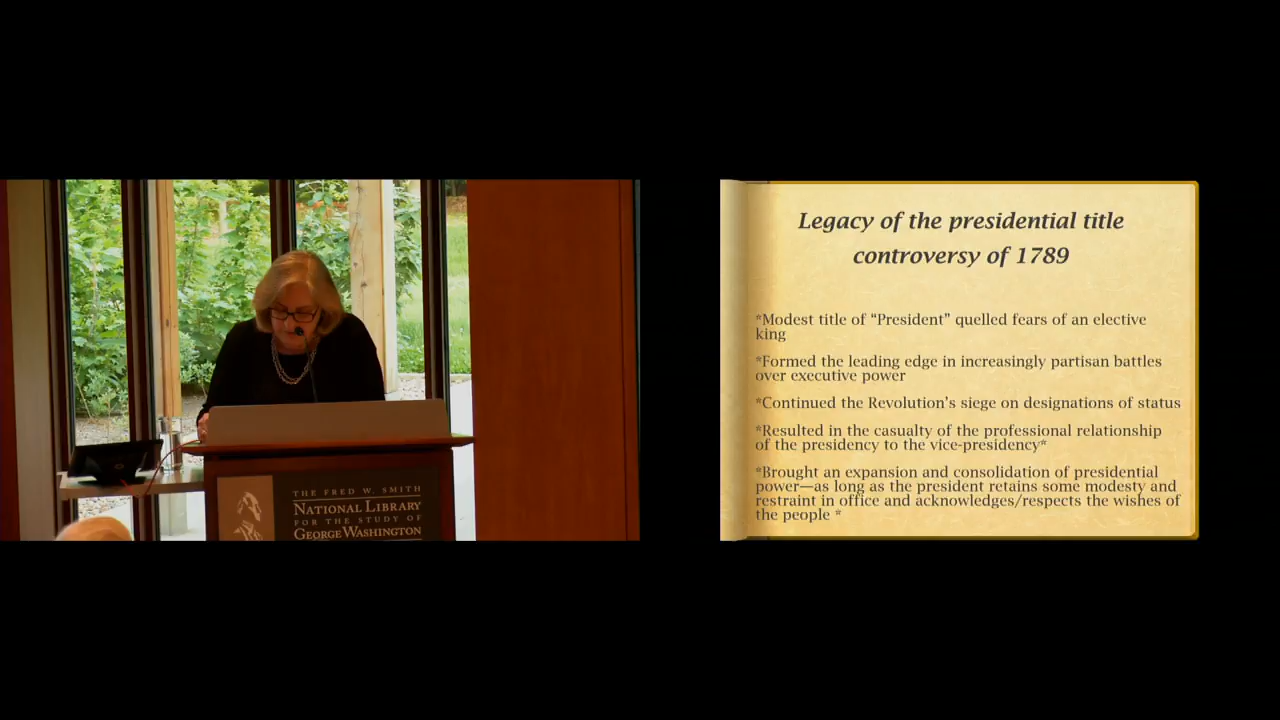 THE FRED W. SMITH
NATIONAL LIBRARY
FOR THE STUDY OF
GEORGE WASHINGTON
Legacy of the presidential title
controversy of 1789
*Modest title of “President” quelled fears of an elective
king
*Formed the leading edge in increasingly partisan battles
over executive power
*Continued the Revolution’s siege on designations of status
*Resulted in the casualty of the professional relationship
of the presidency to the vice-presidency*
*Brought an expansion and consolidation of presidential
power—as long as the president retains some modesty and
restraint in office and acknowledges/respects the wishes of
the people *